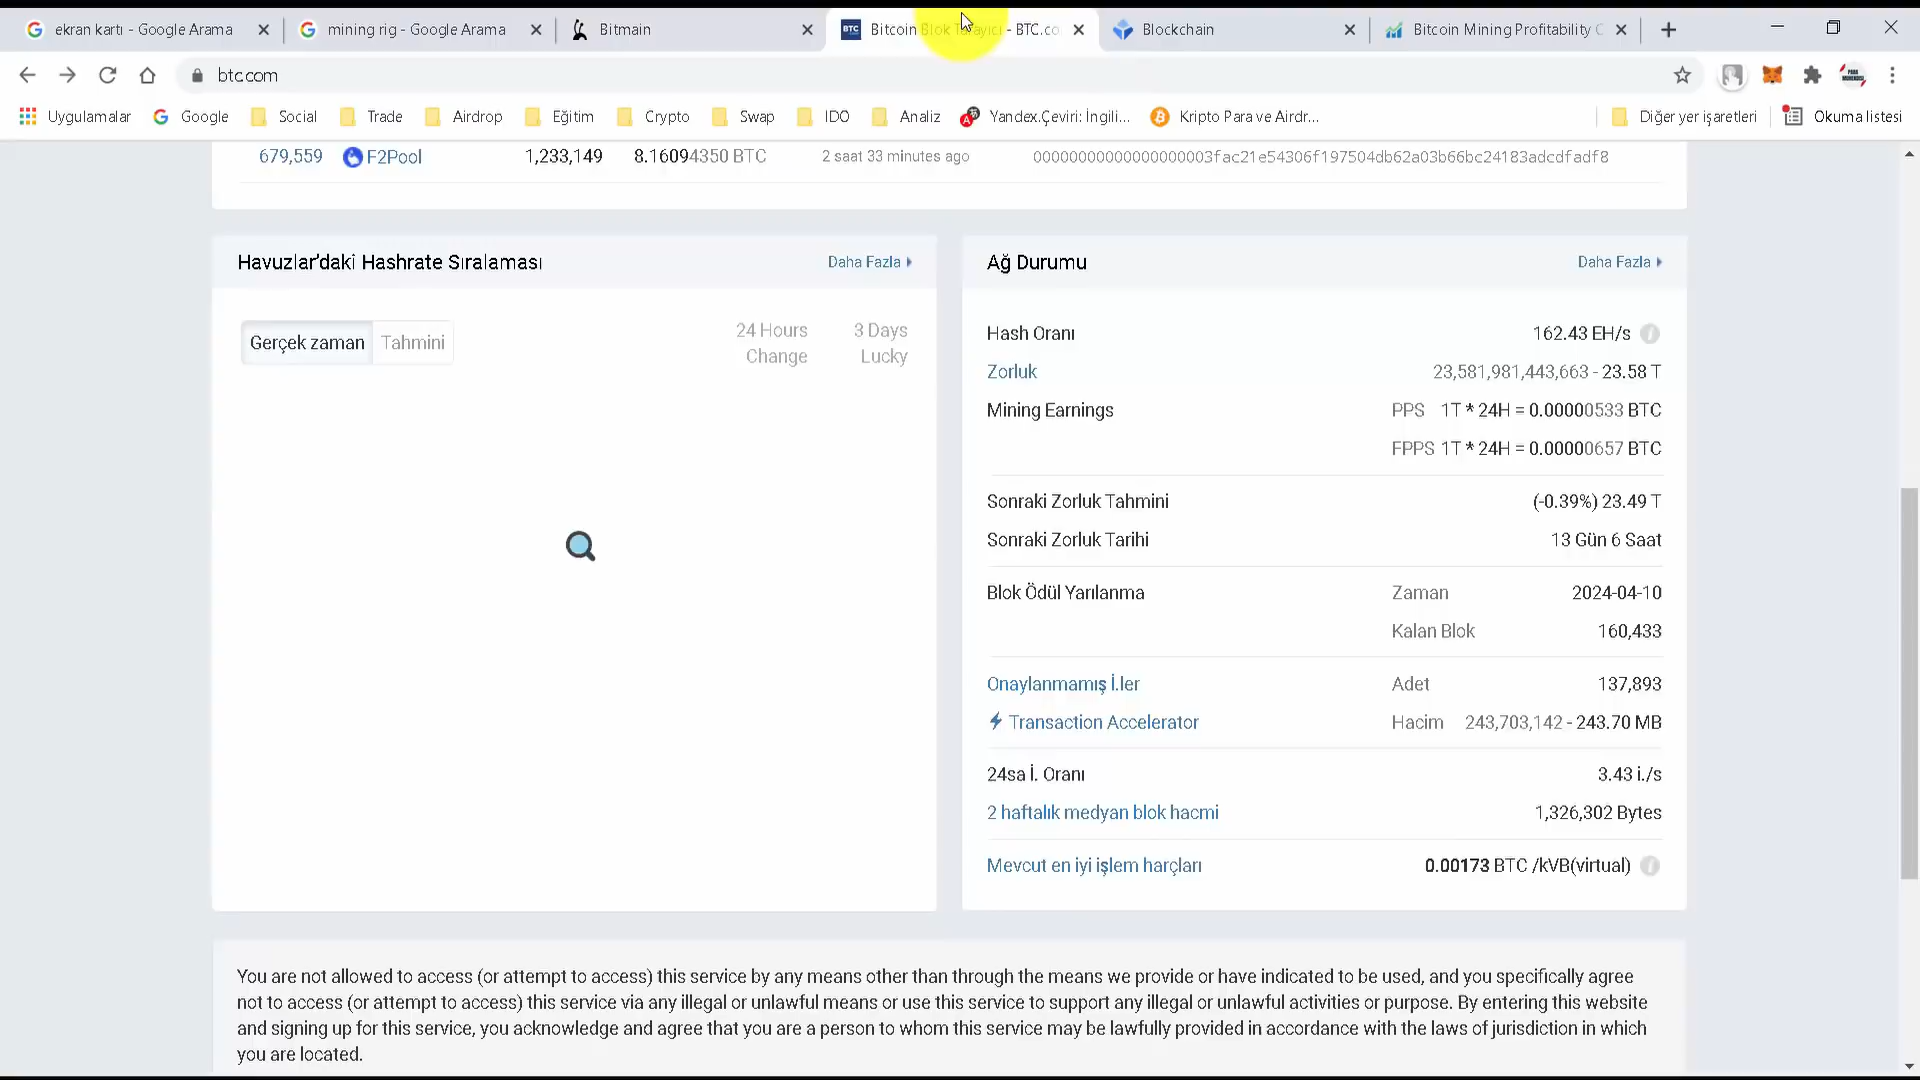 ekran kartı - Google Arama
mining rig - Google Arama
Bitmain
Bitcoin Blok Tarayıcı - BTC.co
Blockchain
Bitcoin Mining Profitability C
btc.com
Uygulamalar
Google
Social
Trade
Airdrop
Eğitim
Crypto
Swap
IDO
Analiz
Yandex.Çeviri: İngili...
Kripto Para ve Airdr...
Diğer yer işaretleri
Okuma listesi
679,559 F2Pool 1,233,149 8.16094350 BTC 2 saat 33 minutes ago 00000000000000000003fac21e54306f197504db62a03b66bc24183adcdfadf8
Havuzlar'daki Hashrate Sıralaması
Daha Fazla
Gerçek zaman
Tahmini
24 Hours
Change
3 Days
Lucky
Ağ Durumu
Daha Fazla
Hash Oranı 162.43 EH/s
Zorluk 23,581,981,443,663 - 23.58 T
Mining Earnings PPS 1T * 24H = 0.00000533 BTC
FPPS 1T * 24H = 0.00000657 BTC
Sonraki Zorluk Tahmini (-0.39%) 23.49 T
Sonraki Zorluk Tarihi 13 Gün 6 Saat
Blok Ödül Yarılanma Zaman 2024-04-10
Kalan Blok 160,433
Onaylanmamış İ.ler Adet 137,893
Transaction Accelerator Hacim 243,703,142 - 243.70 MB
24sa İ. Oranı 3.43 i./s
2 haftalık medyan blok hacmi 1,326,302 Bytes
Mevcut en iyi işlem harçları 0.00173 BTC /kVB(virtual)
You are not allowed to access (or attempt to access) this service by any means other than through the means we provide or have indicated to be used, and you specifically agree
not to access (or attempt to access) this service via any illegal or unlawful means or use this service to support any illegal or unlawful activities or purpose. By entering this website
and signing up for this service, you acknowledge and agree that you are a person to whom this service may be lawfully provided in accordance with the laws of jurisdiction in which
you are located.